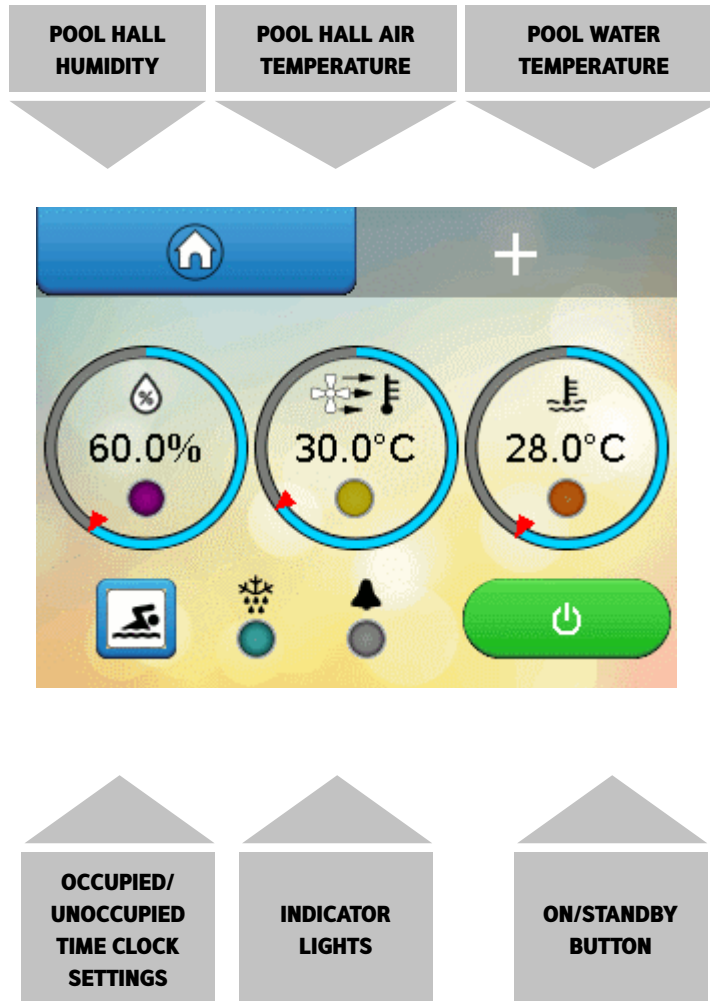 POOL HALL
HUMIDITY
POOL HALL AIR
TEMPERATURE
POOL WATER
TEMPERATURE
%
60.0%
30.0°C
28.0°C
OCCUPIED/
UNOCCUPIED
TIME CLOCK
SETTINGS
INDICATOR
LIGHTS
ON/STANDBY
BUTTON